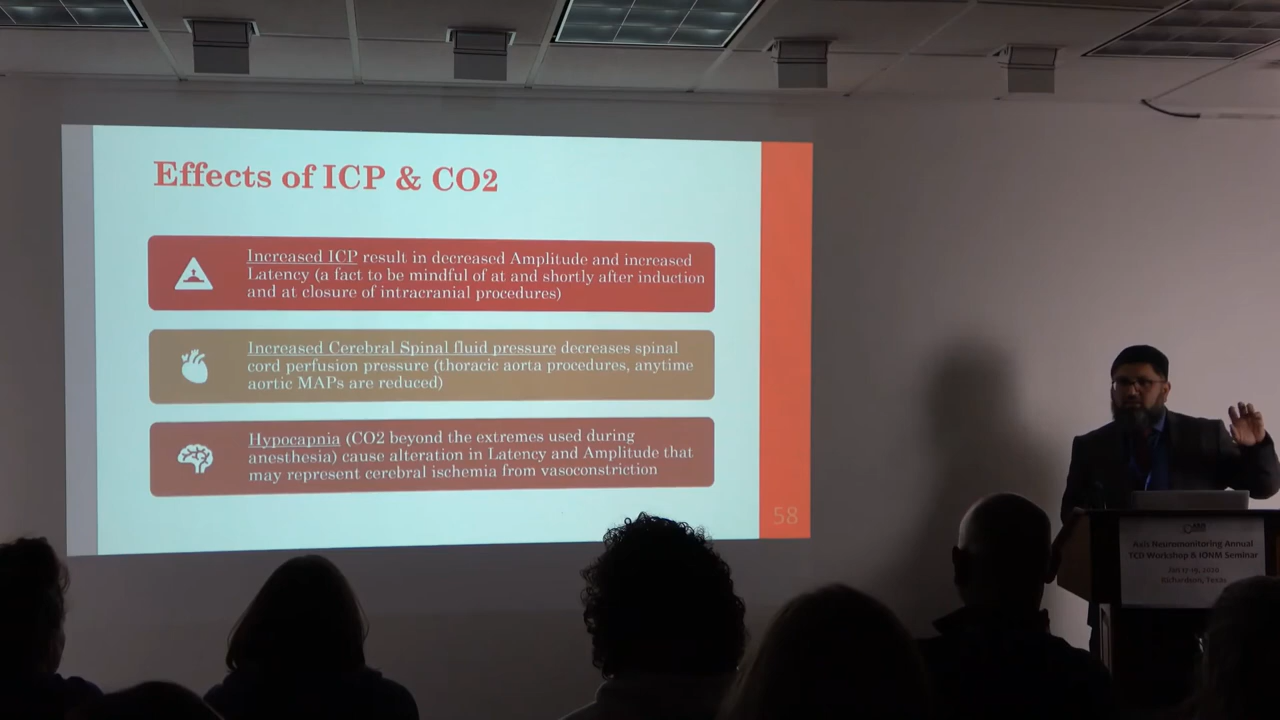 Effects of ICP & CO2
Increased ICP result in decreased Amplitude and increased
Latency (a fact to be mindful of at and shortly after induction
and at closure of intracranial procedures)
Increased Cerebral Spinal fluid pressure decreases spinal
cord perfusion pressure (thoracic aorta procedures, anytime
aortic MAPs are reduced)
Hypocapnia (CO2 beyond the extremes used during
anesthesia) cause alteration in Latency and Amplitude that
may represent cerebral ischemia from vasoconstriction
58
Axis Neuromonitoring Annual
TCD Workshop & IONM Seminar
Richardson, Texas